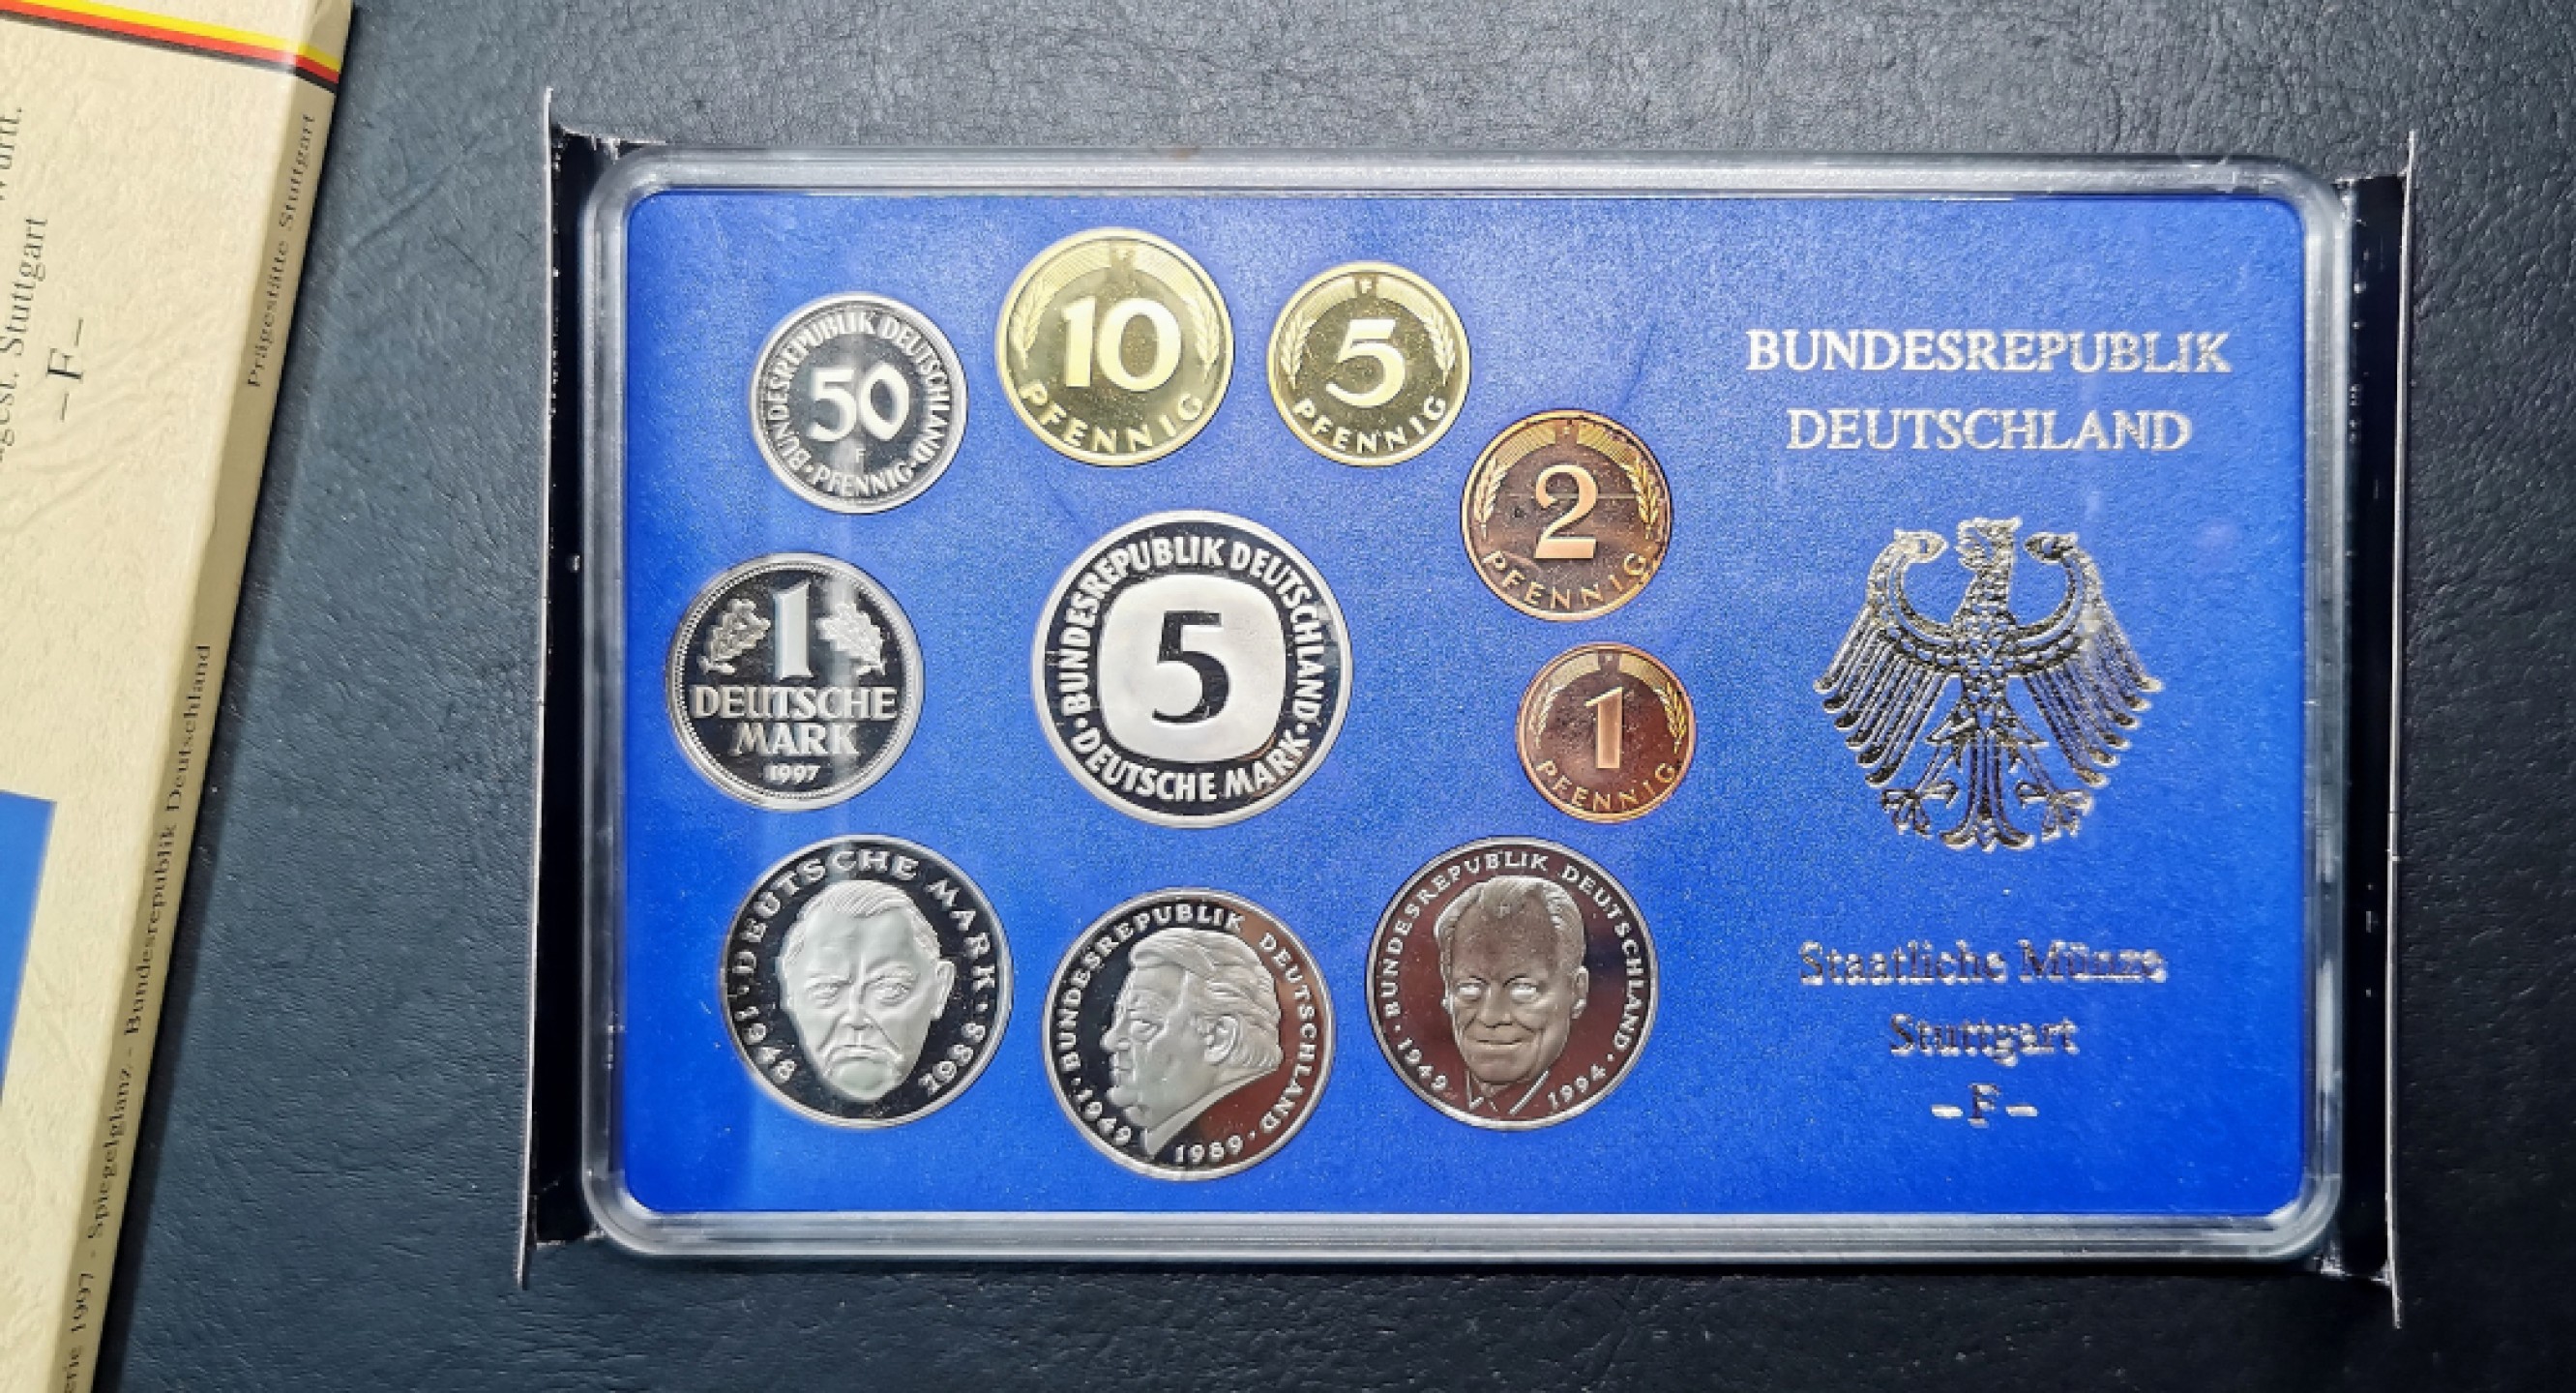 Württ.
Stuttgart
-F-
Prägestätte Stuttgart
1997 - Spiegelglanz - Bundesrepublik Deutschland
BUNDESREPUBLIK DEUTSCHLAND
50
F
PFENNIG
F
10
PFENNIG
F
5
PFENNIG
2
PFENNIG
1
DEUTSCHE
MARK
1997
BUNDESREPUBLIK DEUTSCHLAND
5
DEUTSCHE MARK
1
PFENNIG
1948 · DEUTSCHE MARK · 1988
BUNDESREPUBLIK DEUTSCHLAND
1949 1989
BUNDESREPUBLIK DEUTSCHLAND
1949 1994
BUNDESREPUBLIK
DEUTSCHLAND
Staatliche Münze
Stuttgart
-F-